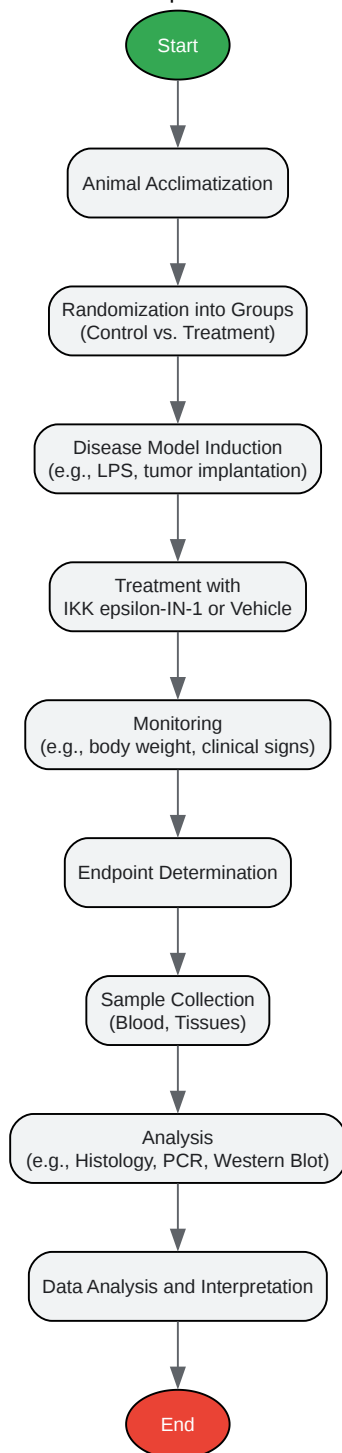 Start
Animal Acclimatization
Randomization into Groups
(Control vs. Treatment)
Disease Model Induction
(e.g., LPS, tumor implantation)
Treatment with
IKK epsilon-IN-1 or Vehicle
Monitoring
(e.g., body weight, clinical signs)
Endpoint Determination
Sample Collection
(Blood, Tissues)
Analysis
(e.g., Histology, PCR, Western Blot)
Data Analysis and Interpretation
End